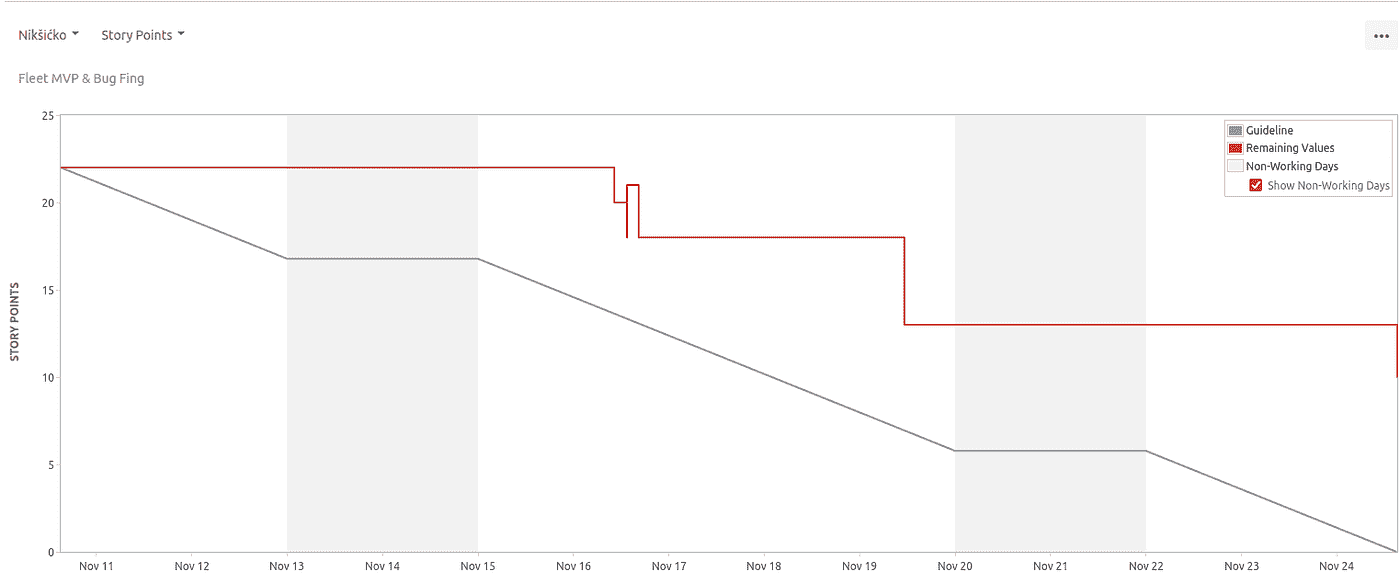 Nikšićko Story Points
•••
Fleet MVP & Bug Fing
25
20
15
10
5
0
STORY POINTS
Guideline
Remaining Values
Non-Working Days
Show Non-Working Days
Nov 11 Nov 12 Nov 13 Nov 14 Nov 15 Nov 16 Nov 17 Nov 18 Nov 19 Nov 20 Nov 21 Nov 22 Nov 23 Nov 24